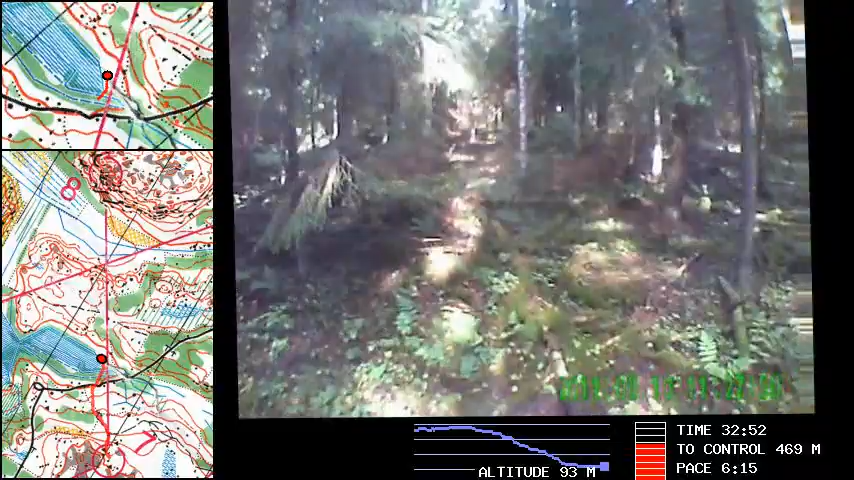 ALTITUDE 93 M
TIME 32:52
TO CONTROL 469 M
PACE 6:15